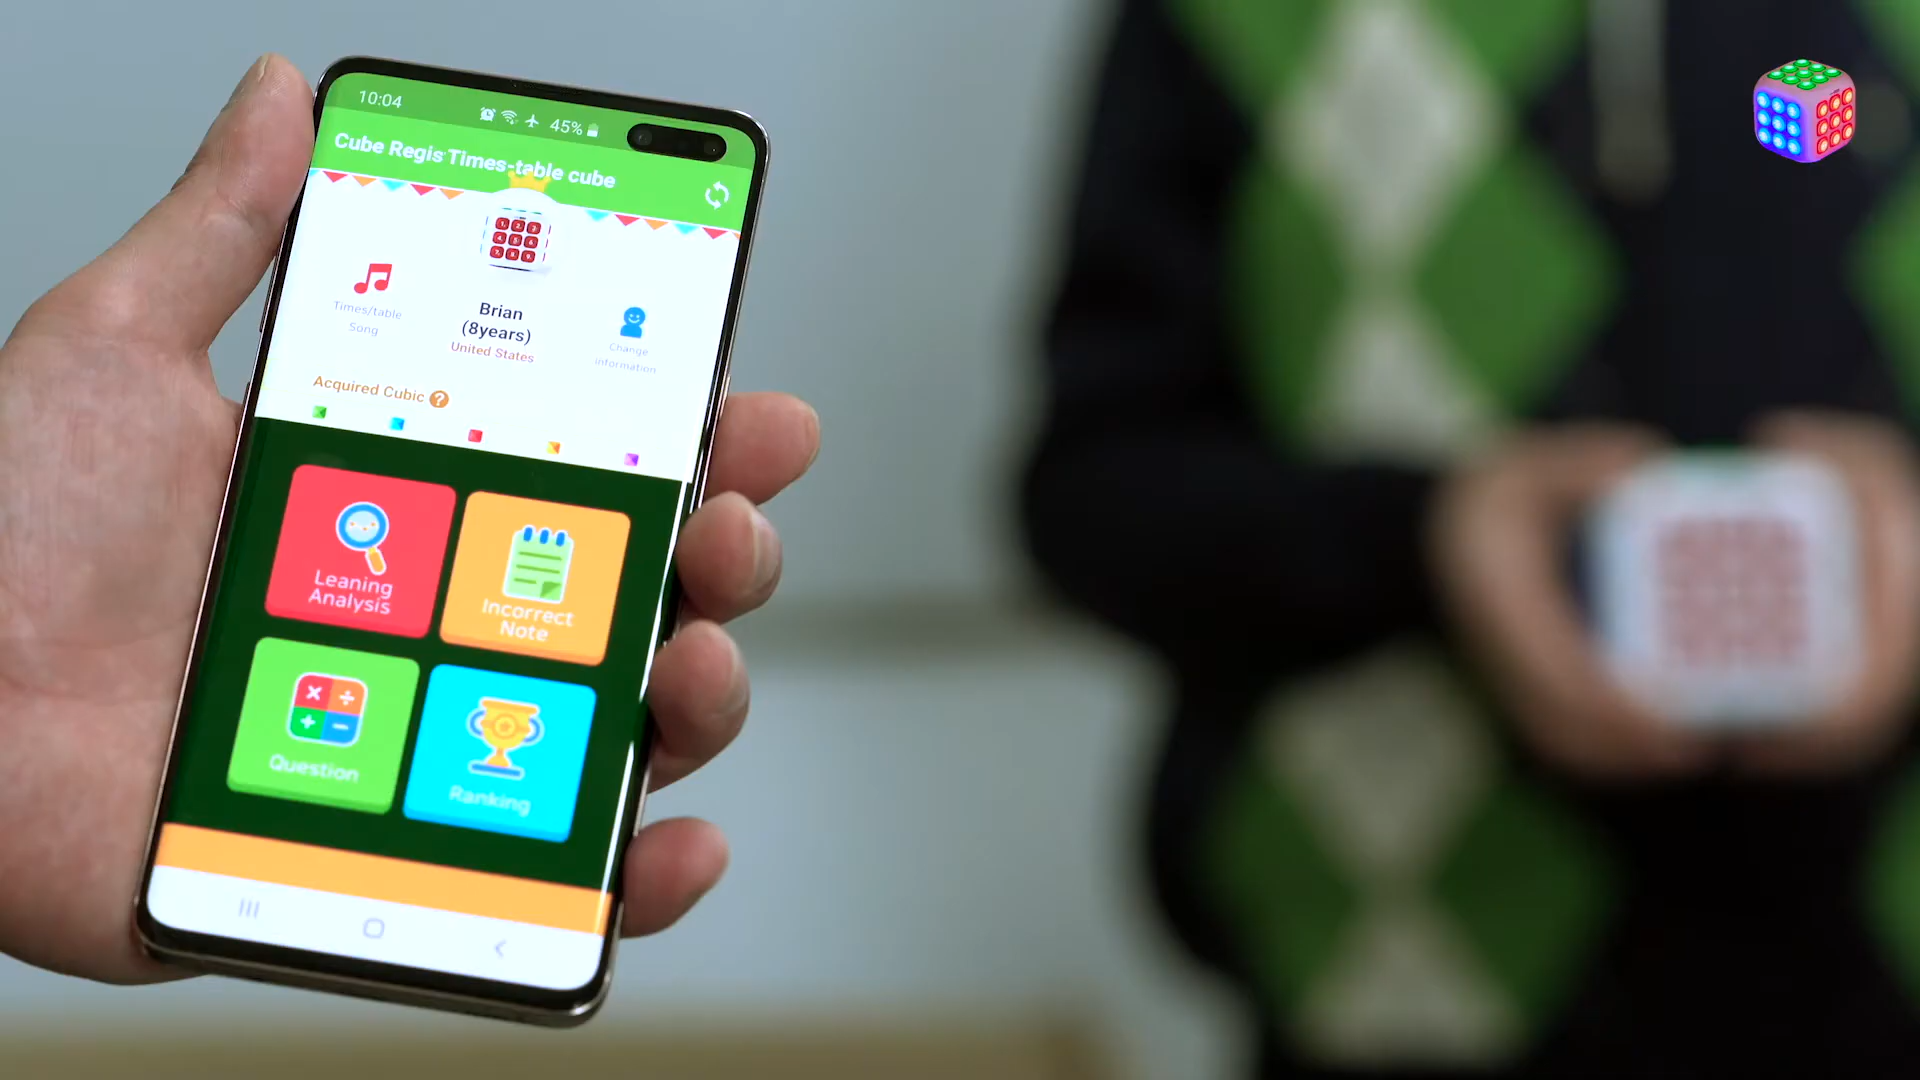 10:04
45%
Cube Regis Times-table cube
Times/table
Song
Brian
(8years)
United States
Change
information
Acquired Cubic ?
Leaning
Analysis
Incorrect
Note
Question
Ranking